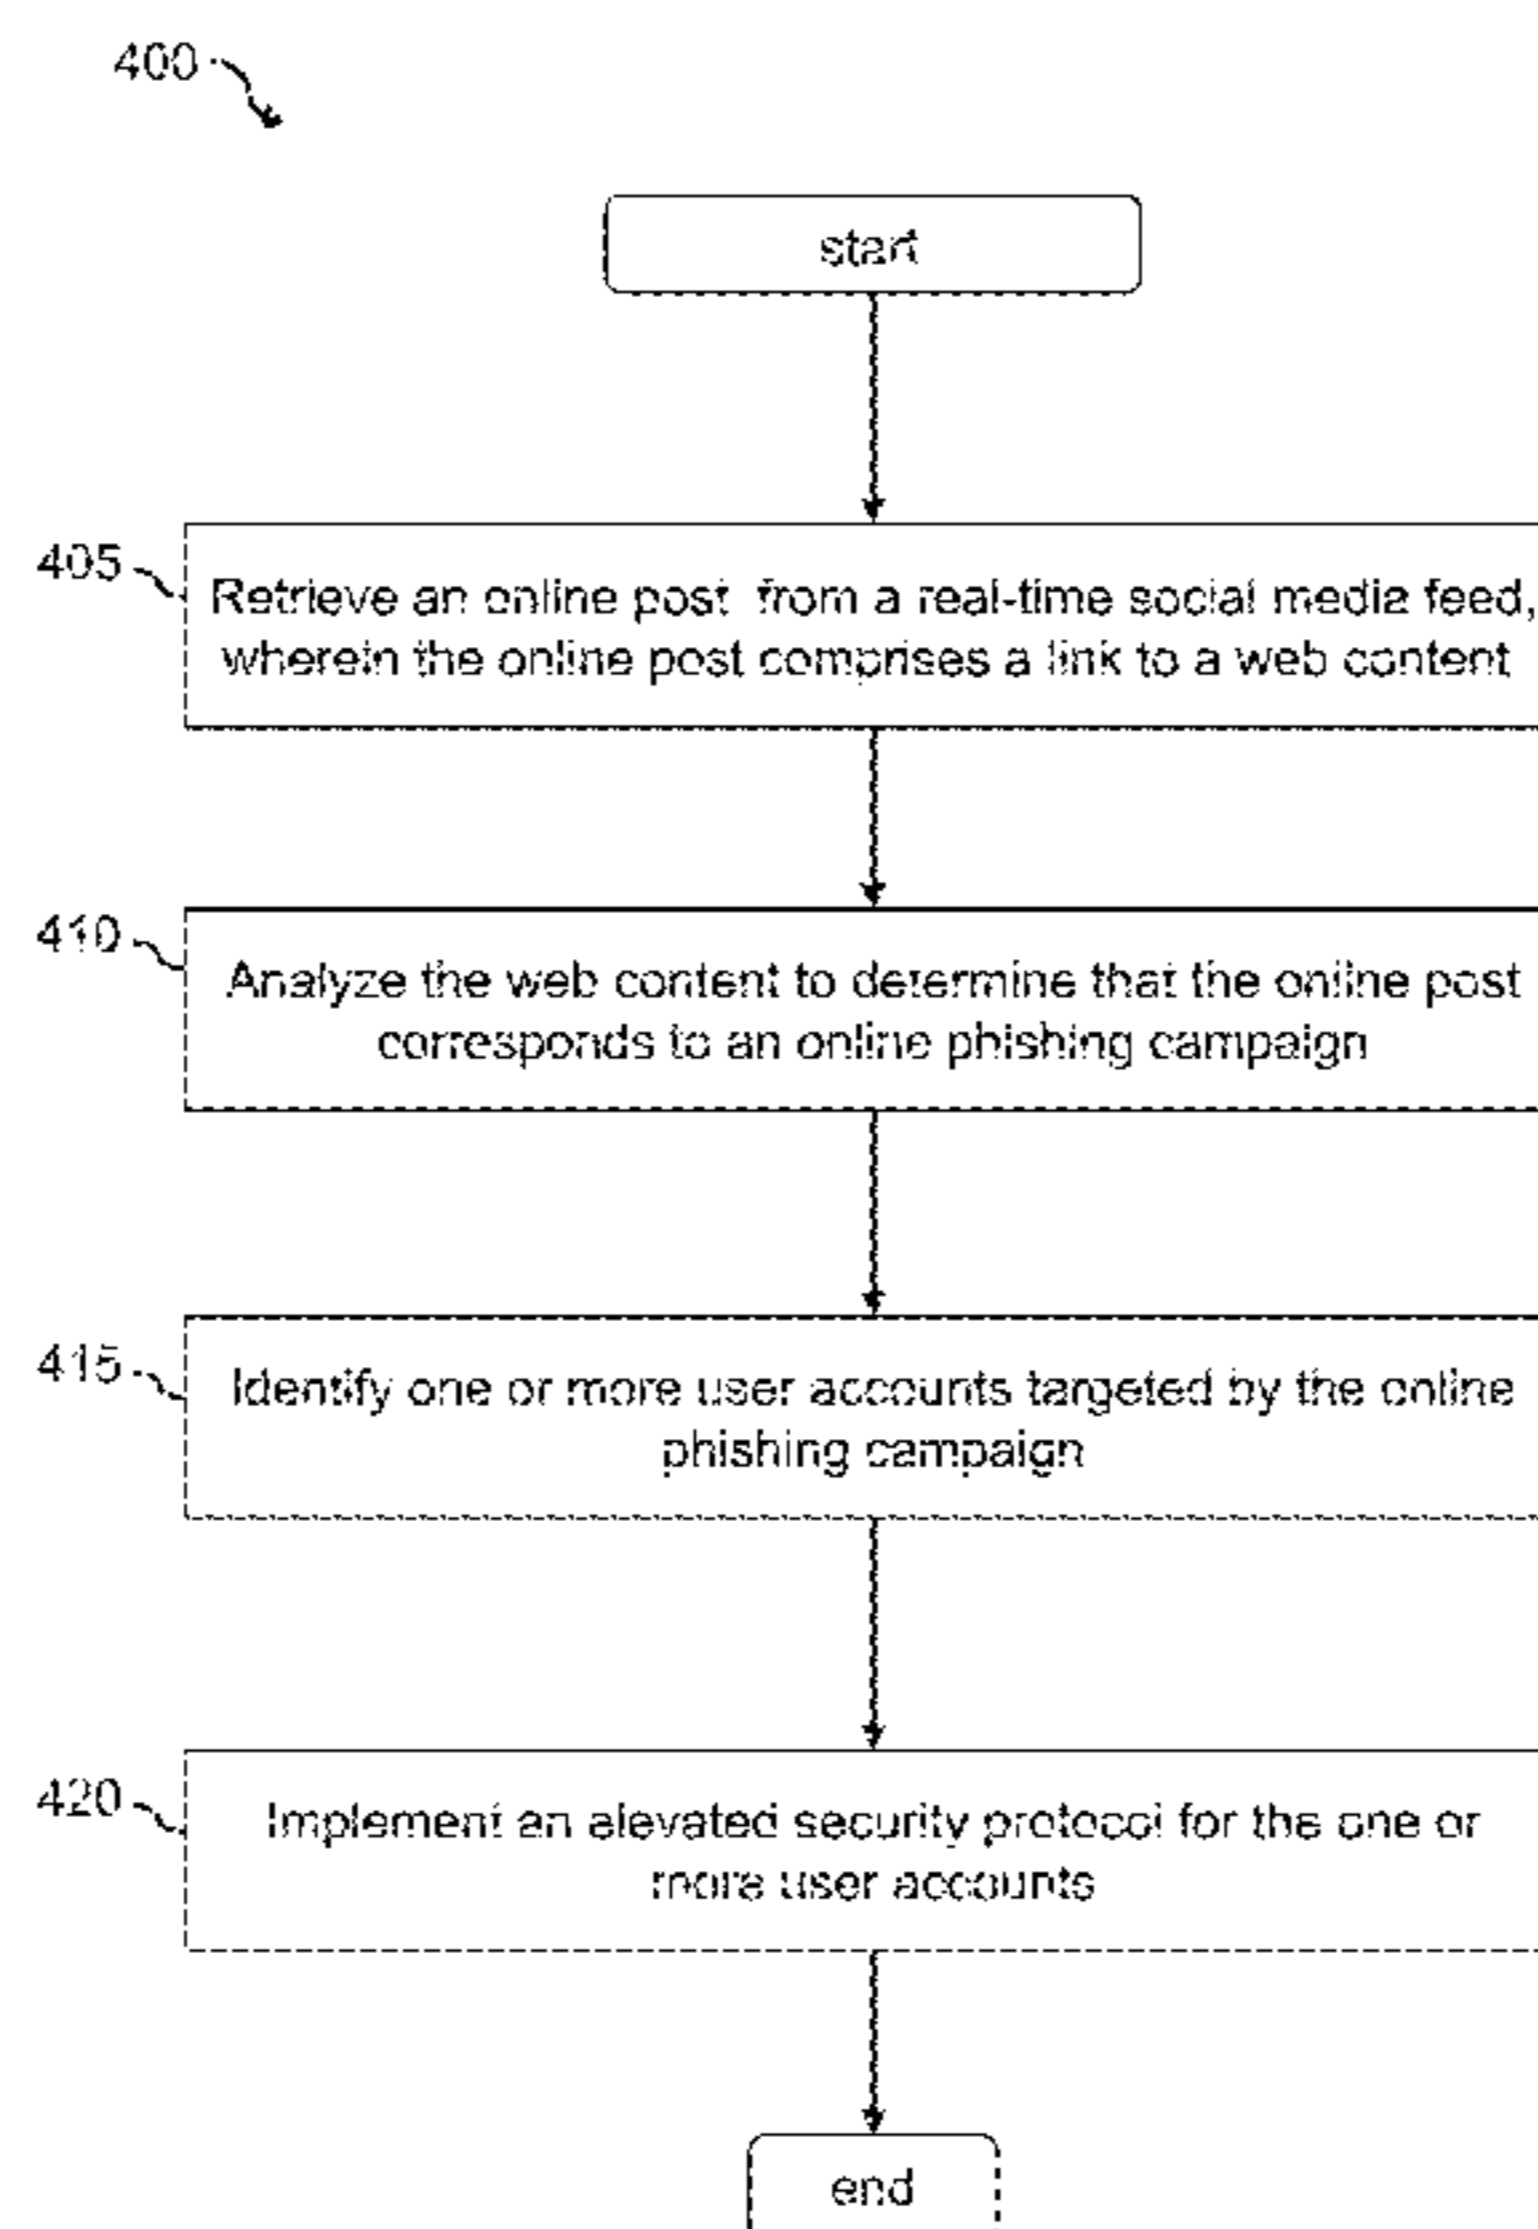 400
start
405
Retrieve an online post from a real-time social media feed,
wherein the online post comprises a link to a web content
410
Analyze the web content to determine that the online post
corresponds to an online phishing campaign
415
Identify one or more user accounts targeted by the online
phishing campaign
420
Implement an elevated security protocol for the one or
more user accounts
end